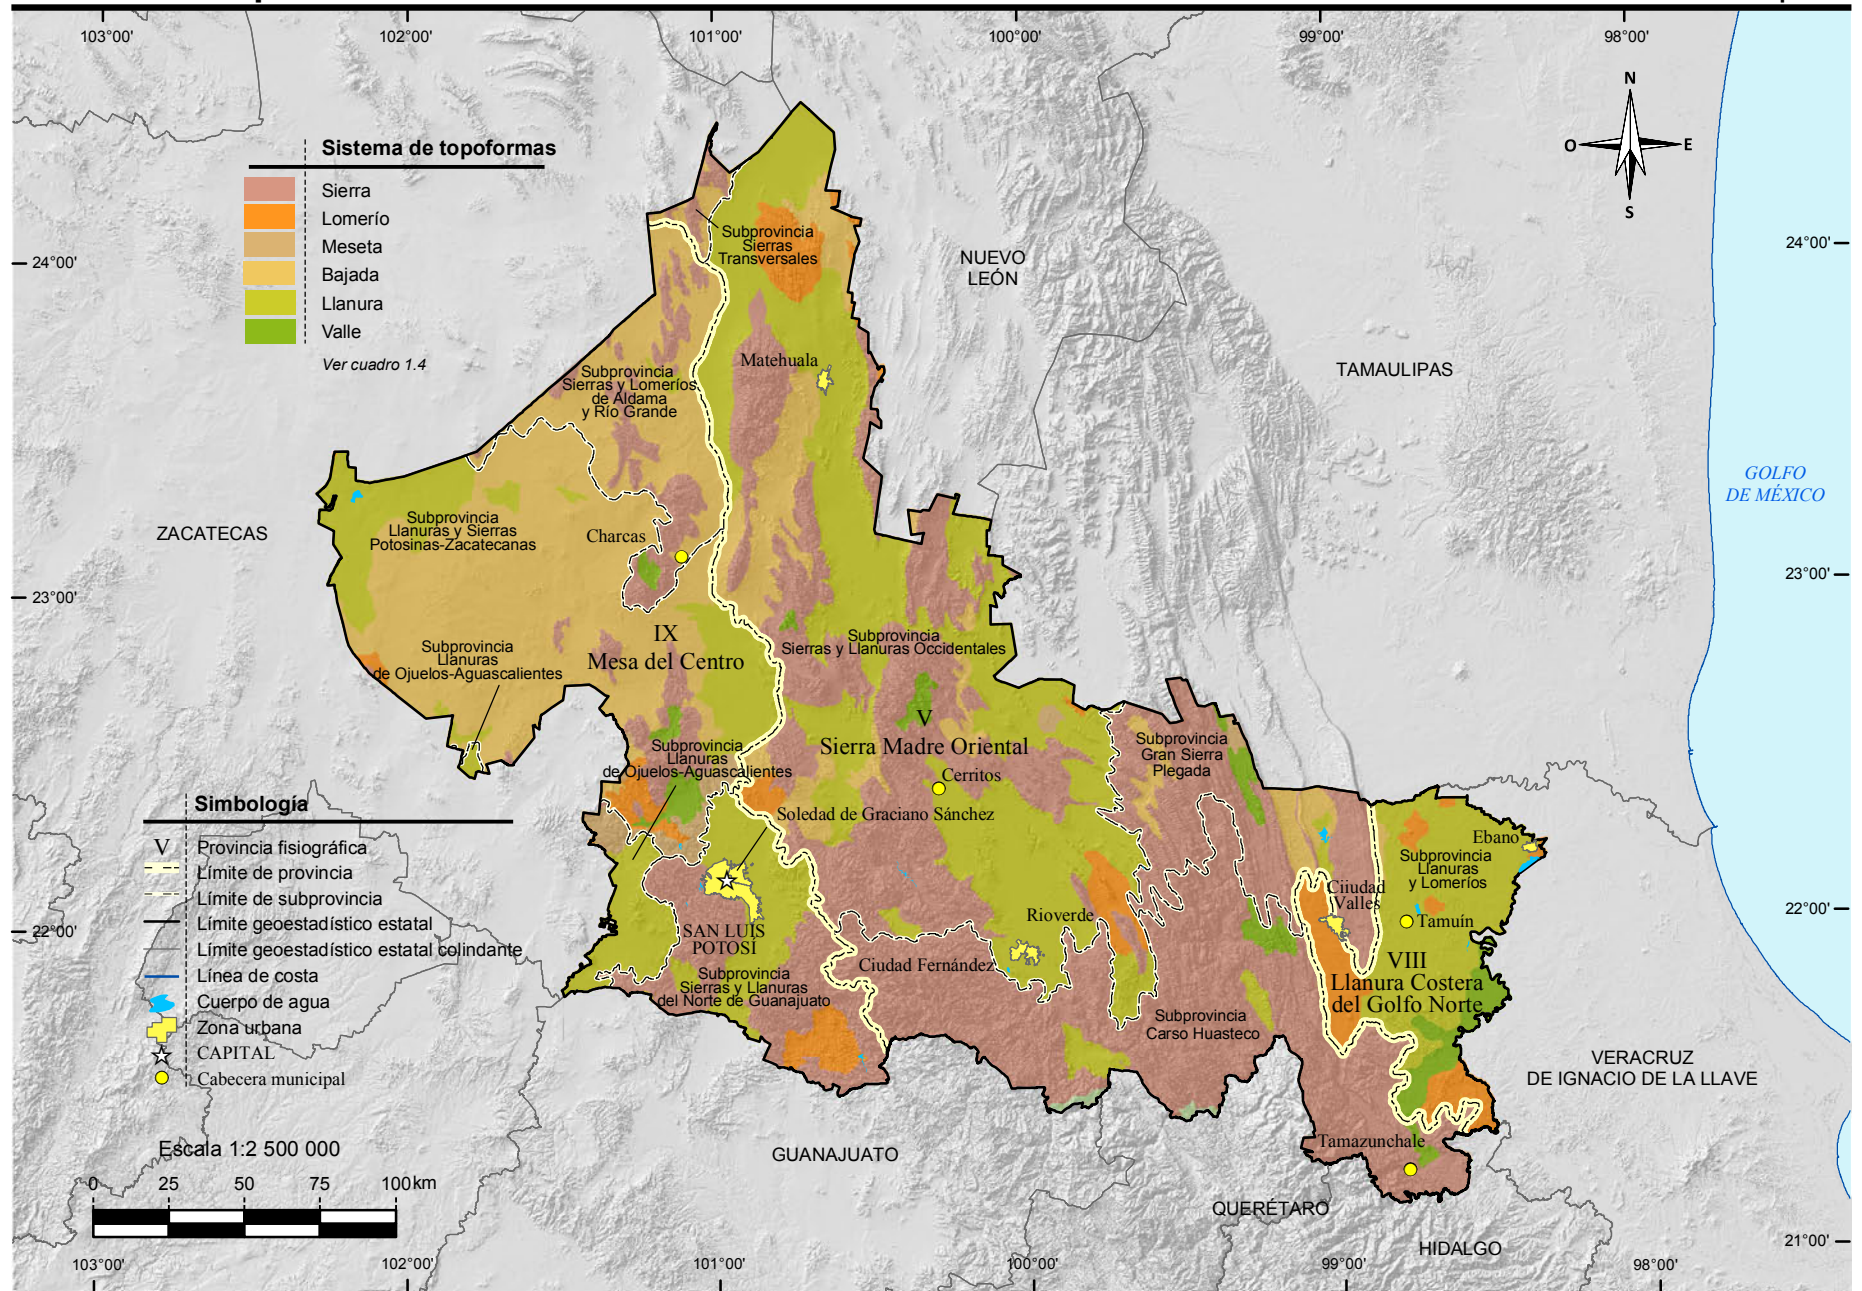 103°00'
102°00'
101°00'
100°00'
99°00'
98°00'
N
O
E
S
Sistema de topoformas
Sierra
Lomerío
Meseta
Bajada
Llanura
Valle
Ver cuadro 1.4
24°00'
24°00'
23°00'
23°00'
22°00'
22°00'
21°00'
NUEVO
LEÓN
TAMAULIPAS
ZACATECAS
GOLFO
DE MÉXICO
Subprovincia
Sierras
Transversales
Matehuala
Subprovincia
Sierras y Lomeríos
de Aldama
y Río Grande
Subprovincia
Llanuras y Sierras
Potosinas-Zacatecanas
Charcas
IX
Mesa del Centro
Subprovincia
Llanuras
de Ojuelos-Aguascalientes
Subprovincia
Sierras y Llanuras Occidentales
V
Sierra Madre Oriental
Cerritos
Subprovincia
Gran Sierra
Plegada
Subprovincia
Llanuras
de Ojuelos-Aguascalientes
Soledad de Graciano Sánchez
Ebano
Subprovincia
Llanuras
y Lomeríos
Ciiudad
Valles
Tamuín
Rioverde
SAN LUIS
POTOSÍ
Ciudad Fernández
VIII
Llanura Costera
del Golfo Norte
Subprovincia
Sierras y Llanuras
del Norte de Guanajuato
Subprovincia
Carso Huasteco
Tamazunchale
VERACRUZ
DE IGNACIO DE LA LLAVE
GUANAJUATO
QUERÉTARO
HIDALGO
Simbología
V Provincia fisiográfica
Límite de provincia
Límite de subprovincia
Límite geoestadístico estatal
Límite geoestadístico estatal colindante
Línea de costa
Cuerpo de agua
Zona urbana
CAPITAL
Cabecera municipal
Escala 1:2 500 000
0 25 50 75 100 km
103°00'
102°00'
101°00'
100°00'
99°00'
98°00'